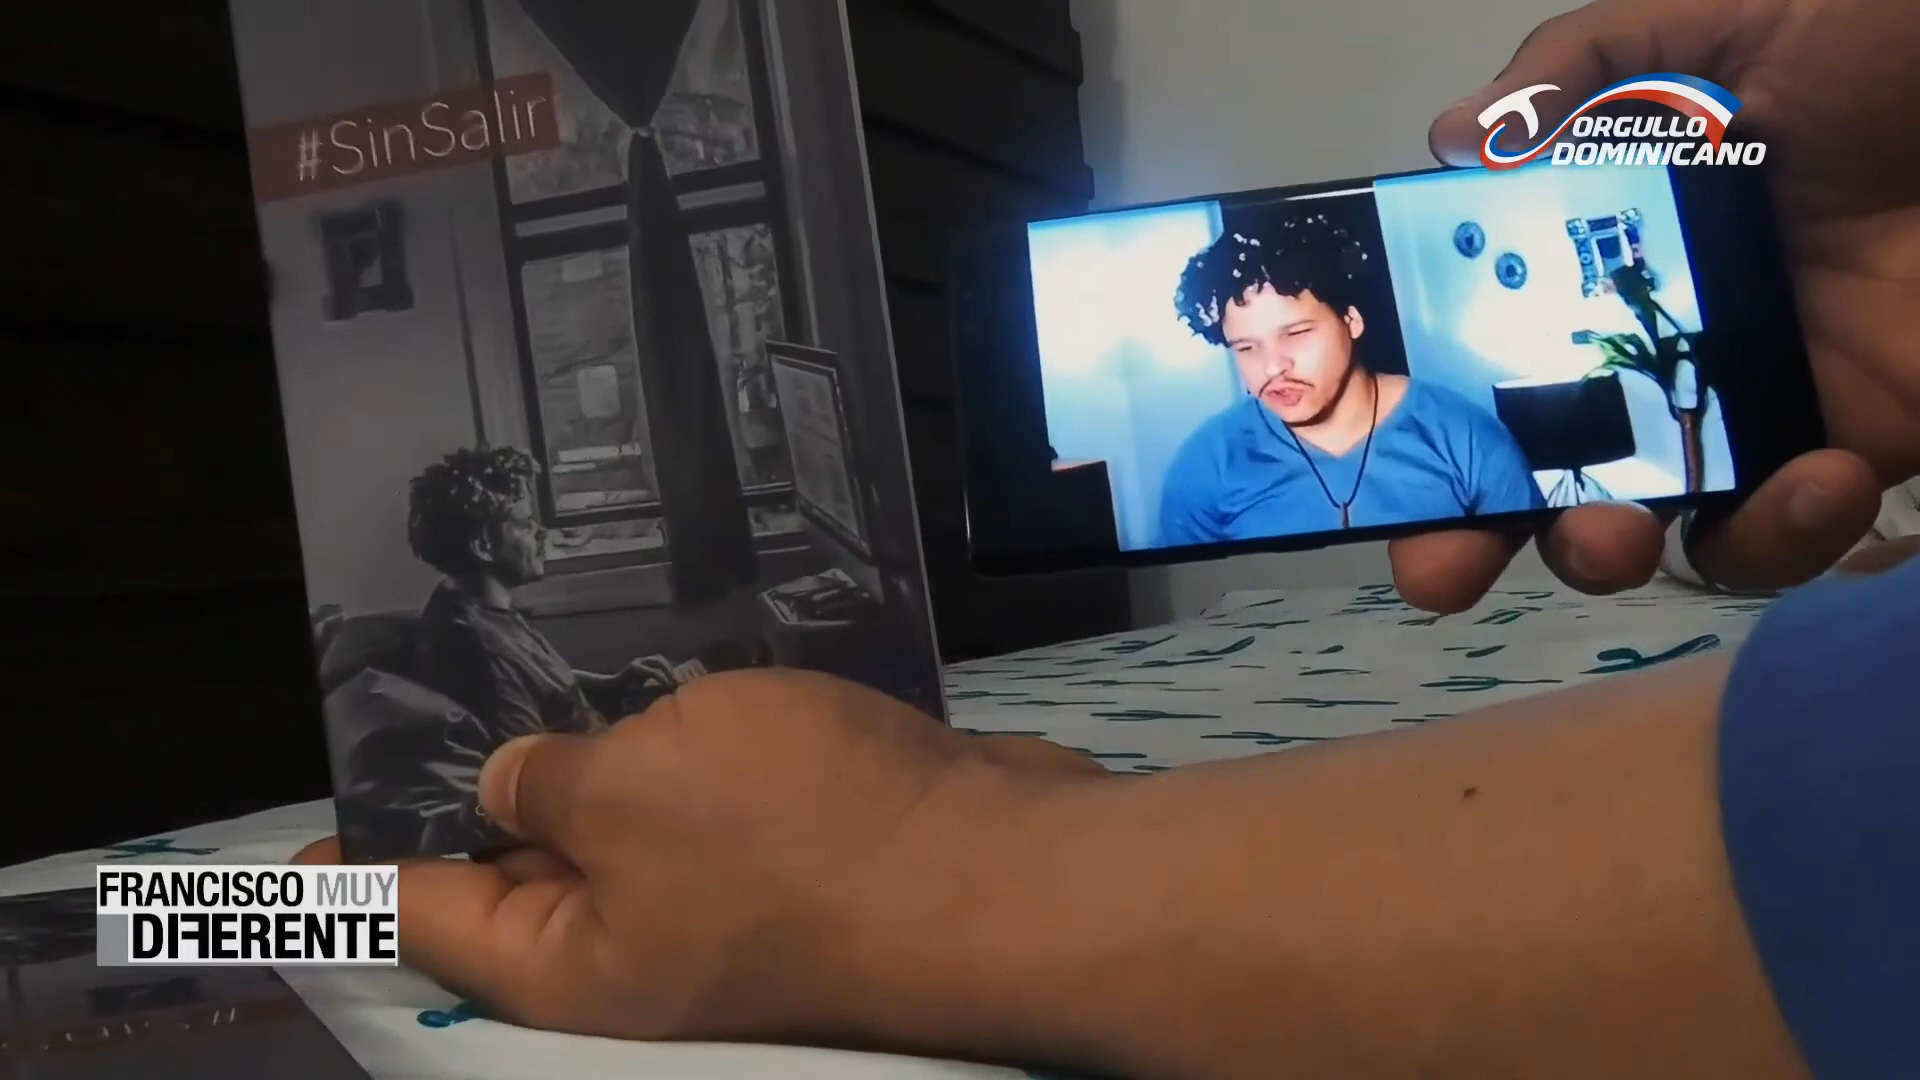 #SinSalir
ORGULLO
DOMINICANO
FRANCISCO MUY
DIFERENTE